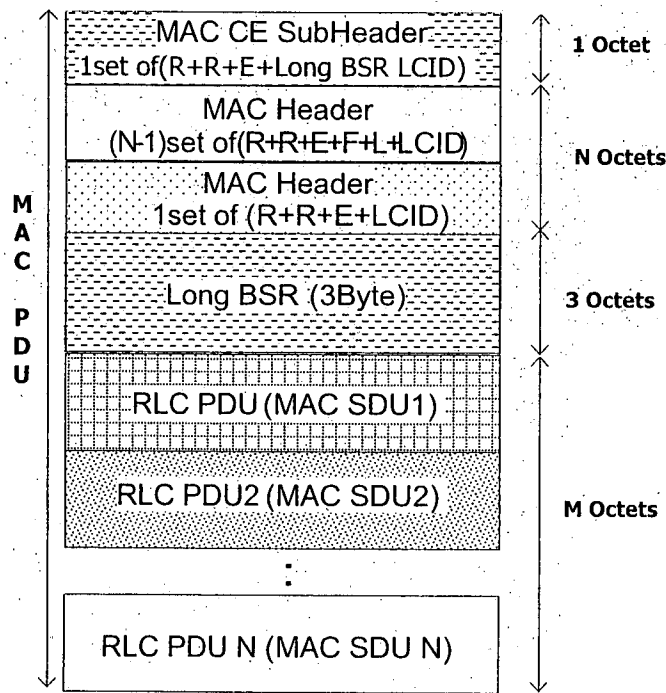 MAC PDU
MAC CE SubHeader
1set of(R+R+E+Long BSR LCID)
1 Octet
MAC Header
(N-1)set of(R+R+E+F+L+LCID)
N Octets
MAC Header
1set of (R+R+E+LCID)
Long BSR (3Byte)
3 Octets
RLC PDU (MAC SDU1)
RLC PDU2 (MAC SDU2)
M Octets
:
RLC PDU N (MAC SDU N)